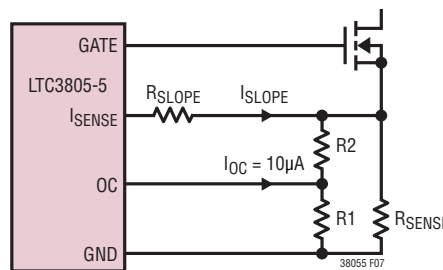 GATE
LTC3805-5
RSLOPE
ISLOPE
ISENSE
R2
IOC = 10µA
OC
R1
RSENSE
GND
38055 F07